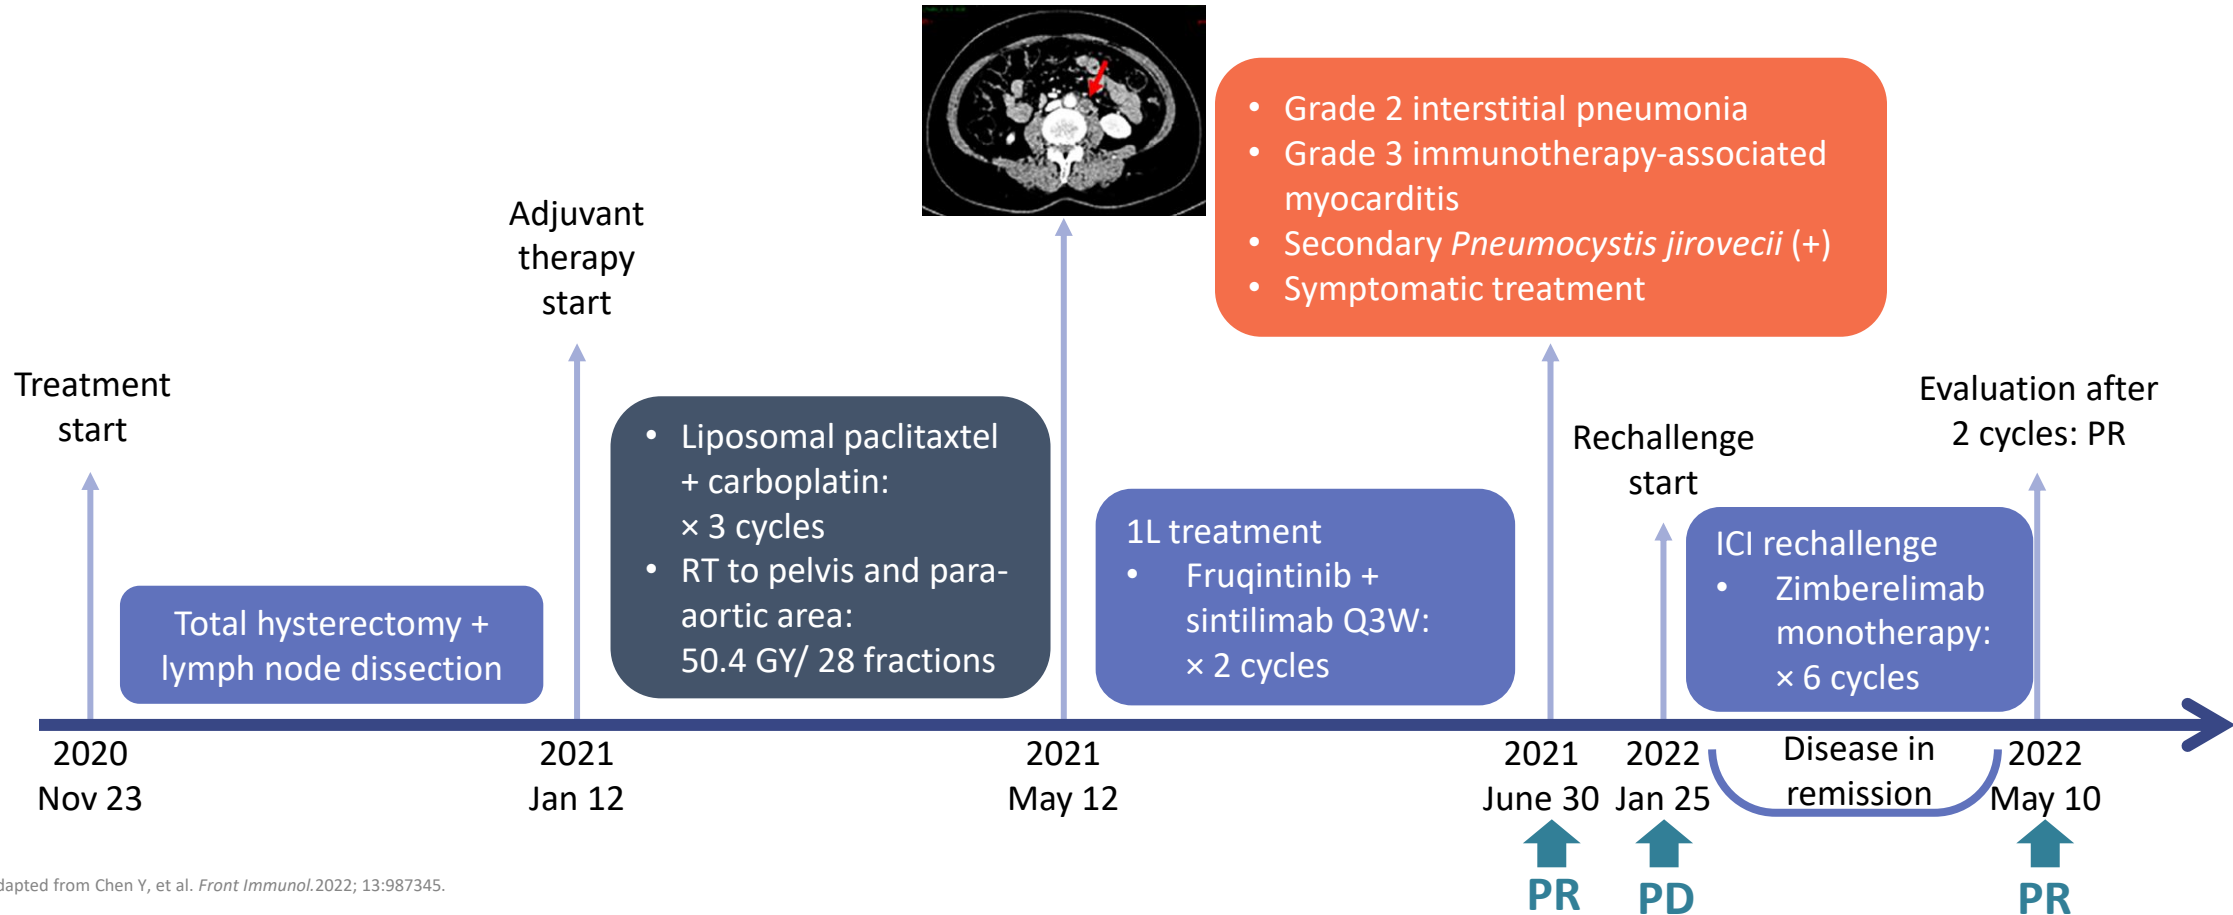 Treatment
start
Total hysterectomy +
lymph node dissection
Adjuvant
therapy
start
• Liposomal paclitaxtel
+ carboplatin:
× 3 cycles
• RT to pelvis and para-
aortic area:
50.4 GY/ 28 fractions
1L treatment
• Fruqintinib +
sintilimab Q3W:
× 2 cycles
• Grade 2 interstitial pneumonia
• Grade 3 immunotherapy-associated
myocarditis
• Secondary Pneumocystis jirovecii (+)
• Symptomatic treatment
Rechallenge
start
ICI rechallenge
• Zimberelimab
monotherapy:
× 6 cycles
Evaluation after
2 cycles: PR
2020
Nov 23
2021
Jan 12
2021
May 12
2021
June 30
2022
Jan 25
Disease in
remission
2022
May 10
PR
PD
PR
dapted from Chen Y, et al. Front Immunol.2022; 13:987345.